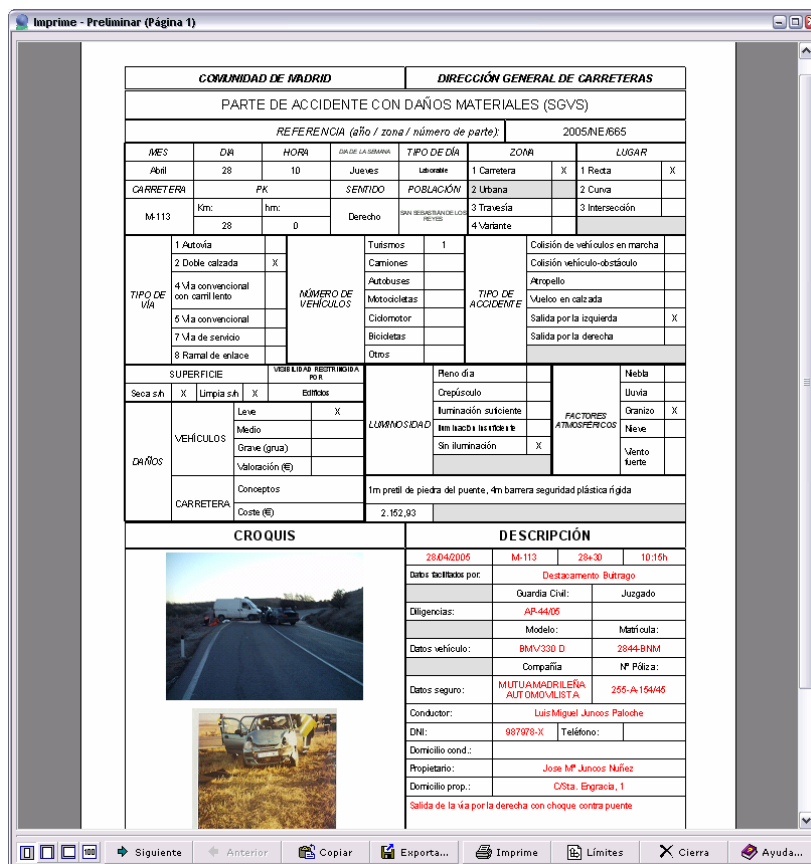 Imprime - Preliminar (Página 1)
COMUNIDAD DE MADRID DIRECCIÓN GENERAL DE CARRETERAS
PARTE DE ACCIDENTE CON DAÑOS MATERIALES (SGVS)
REFERENCIA (año / zona / número de parte): 2005/NE/665
MES DIA HORA DIA DE LA SEMANA TIPO DE DÍA ZONA LUGAR
Abril 28 10 Jueves Laborable 1 Carretera X 1 Recta X
CARRETERA PK SENTIDO POBLACIÓN 2 Urbana 2 Curva
M-113 Km: hm: Derecho SAN SEBASTIAN DE LOS REYES 3 Travesía 3 Intersección
28 0 4 Variante
TIPO DE VÍA
1 Autovía
2 Doble calzada X
4 Vía convencional con carril lento
5 Vía convencional
7 Vía de servicio
8 Ramal de enlace
NÚMERO DE VEHÍCULOS
Turismos 1
Camiones
Autobuses
Motocicletas
Ciclomotor
Bicicletas
Otros
TIPO DE ACCIDENTE
Colisión de vehículos en marcha
Colisión vehículo-obstáculo
Atropello
Vuelco en calzada
Salida por la izquierda X
Salida por la derecha
SUPERFICIE VISIBILIDAD RESTRINGIDA POR
Seca s/h X Limpia s/h X Edificios
DAÑOS
VEHÍCULOS
Leve X
Medio
Grave (grua)
Valoración (€)
LUMINOSIDAD
Pleno día
Crepúsculo
Iluminación suficiente
Iluminación insuficiente
Sin iluminación X
FACTORES ATMOSFÉRICOS
Niebla
Lluvia
Granizo X
Nieve
Viento fuerte
CARRETERA
Conceptos 1m pretil de piedra del puente, 4m barrera seguridad plástica rígida
Coste (€) 2.152,93
CROQUIS DESCRIPCIÓN
28/04/2005 M-113 28+30 10:15h
Datos facilitados por: Destacamento Buitrago
Guardia Civil: Juzgado
Diligencias: AP-44/05
Modelo: Matrícula:
Datos vehículo: BMV330 D 2844-BNM
Compañía Nº Póliza:
Datos seguro: MUTUA MADRILEÑA AUTOMOVILISTA 255-A-154/45
Conductor: Luis Miguel Juncos Paloche
DNI: 987978-X Teléfono:
Domicilio cond.:
Propietario: Jose Mª Juncos Nuñez
Domicilio prop.: C/Sta. Engracia, 1
Salida de la vía por la derecha con choque contra puente
100 Siguiente Anterior Copiar Exporta... Imprime Límites Cierra Ayuda...